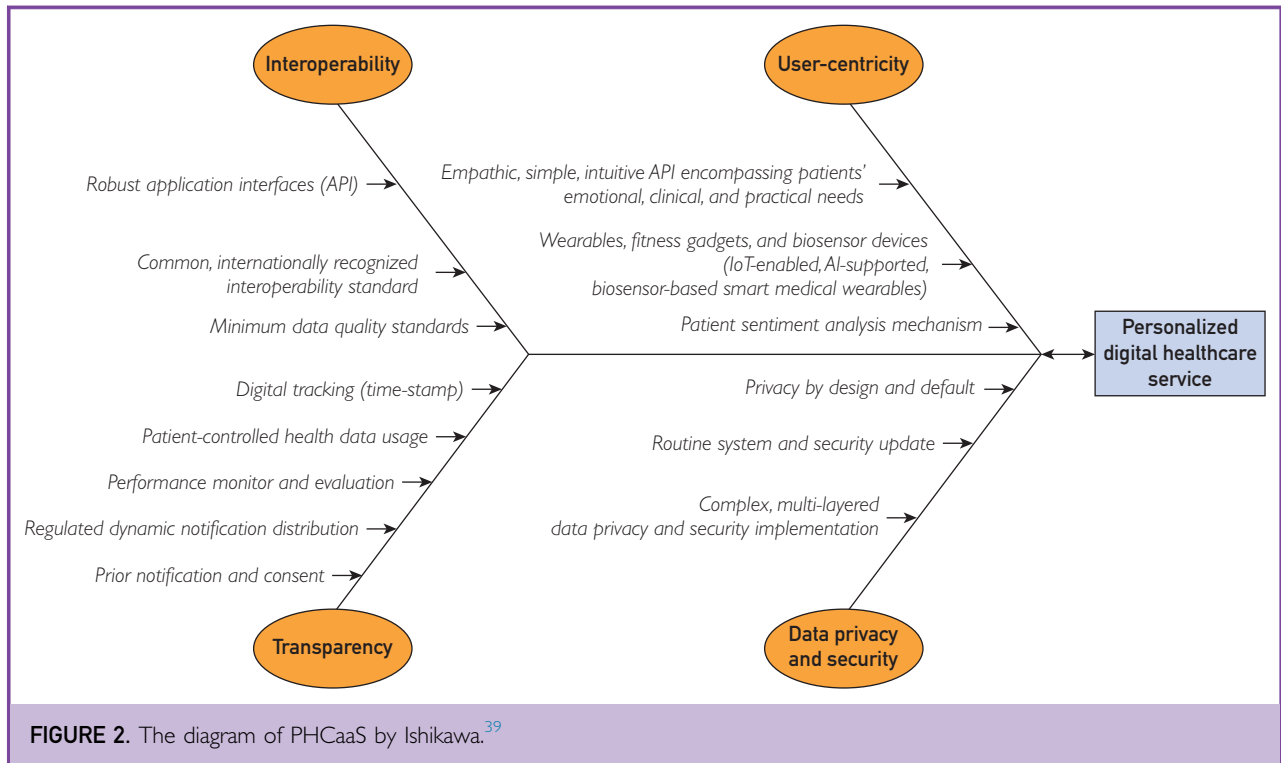 Interoperability
User-centricity
Robust application interfaces (API)
Common, internationally recognized
interoperability standard
Minimum data quality standards
Empathic, simple, intuitive API encompassing patients’
emotional, clinical, and practical needs
Wearables, fitness gadgets, and biosensor devices
(IoT-enabled, AI-supported,
biosensor-based smart medical wearables)
Patient sentiment analysis mechanism
Personalized
digital healthcare
service
Digital tracking (time-stamp)
Patient-controlled health data usage
Performance monitor and evaluation
Regulated dynamic notification distribution
Prior notification and consent
Privacy by design and default
Routine system and security update
Complex, multi-layered
data privacy and security implementation
Transparency
Data privacy
and security
FIGURE 2. The diagram of PHCaaS by Ishikawa.39